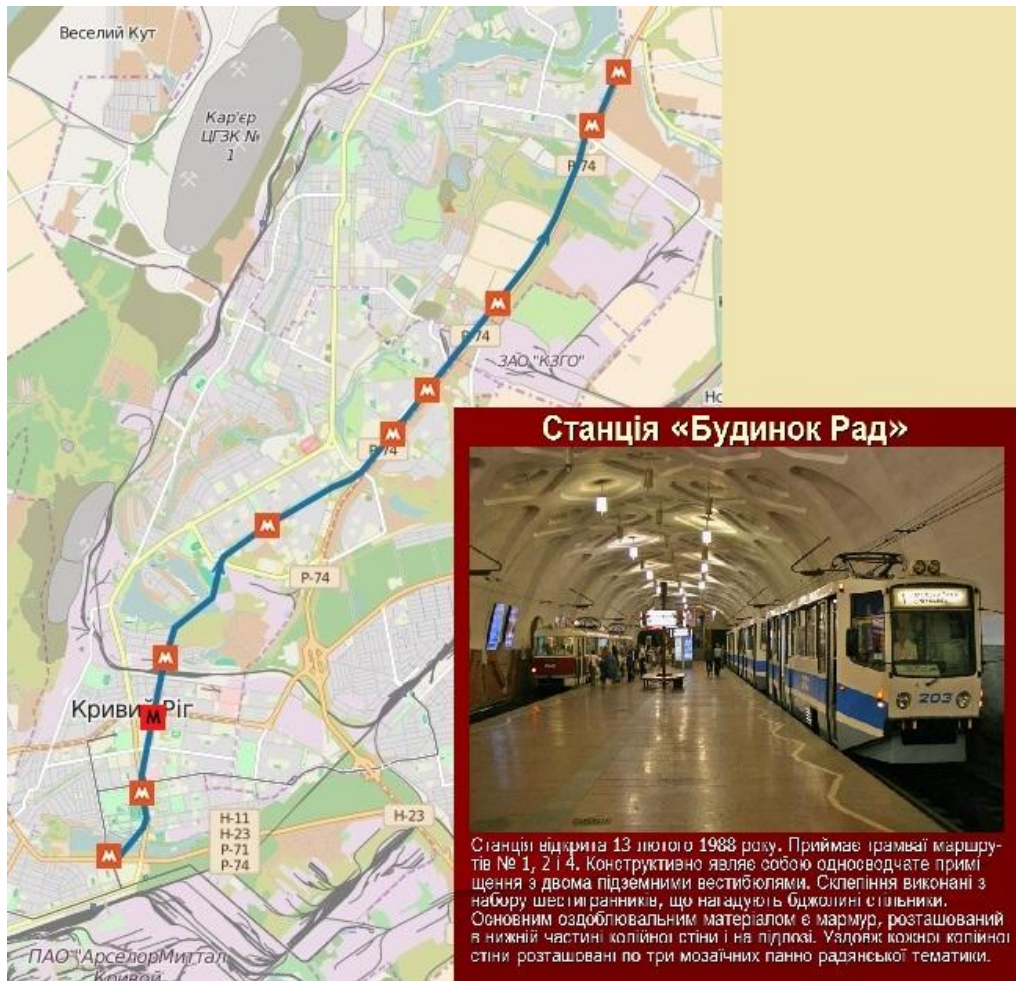 Веселий Кут
Кар'єр
ЦГЗК №
1
Р-74
Р-74
ЗАО "КЗГО"
Но
Р-74
Р-74
Кривий Ріг
Н-11
Н-23
Р-71
Р-74
Н-23
ПАО "АрселорМиттал
Кривой
Станція «Будинок Рад»
1
203
Станція відкрита 13 лютого 1988 року. Приймає трамваї маршру-
тів № 1, 2 і 4. Конструктивно являє собою односводчате примі
щення з двома підземними вестибюлями. Склепіння виконані з
набору шестигранників, що нагадують бджолині стільники.
Основним оздоблювальним матеріалом є мармур, розташований
в нижній частині колійної стіни і на підлозі. Уздовж кожної колійної
стіни розташовані по три мозаїчних панно радянської тематики.